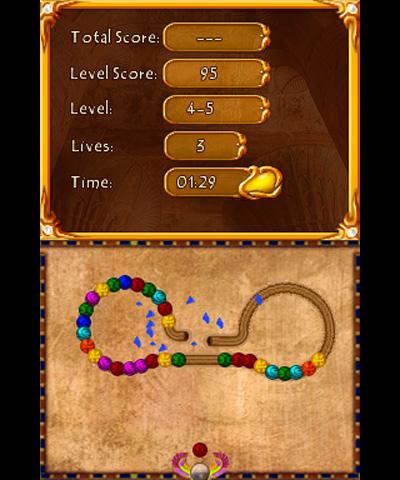 Total Score: ---
Level Score: 95
Level: 4-5
Lives: 3
Time: 01:29